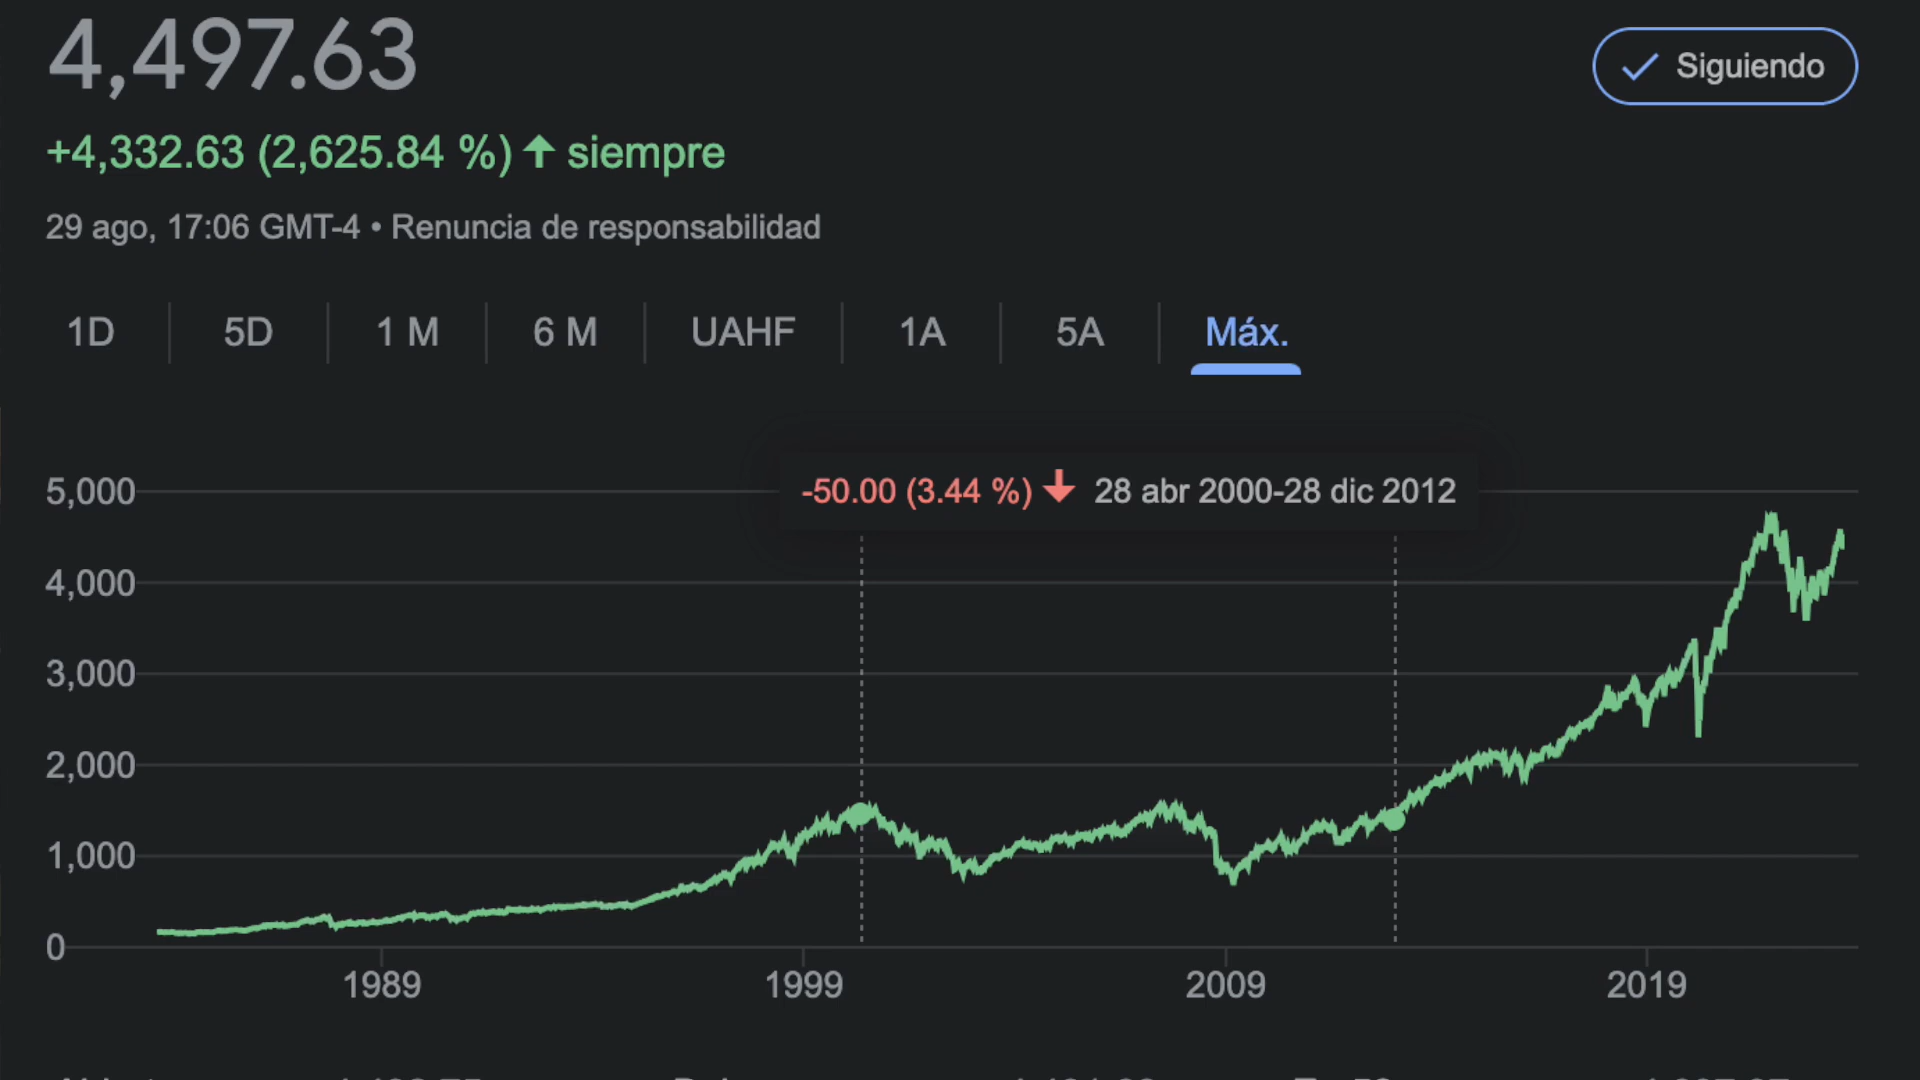 4,497.63
Siguiendo
+4,332.63 (2,625.84 %) ↑ siempre
29 ago, 17:06 GMT-4 • Renuncia de responsabilidad
1D 5D 1 M 6 M UAHF 1A 5A Máx.
-50.00 (3.44 %) ↓ 28 abr 2000-28 dic 2012
5,000
4,000
3,000
2,000
1,000
0
1989 1999 2009 2019